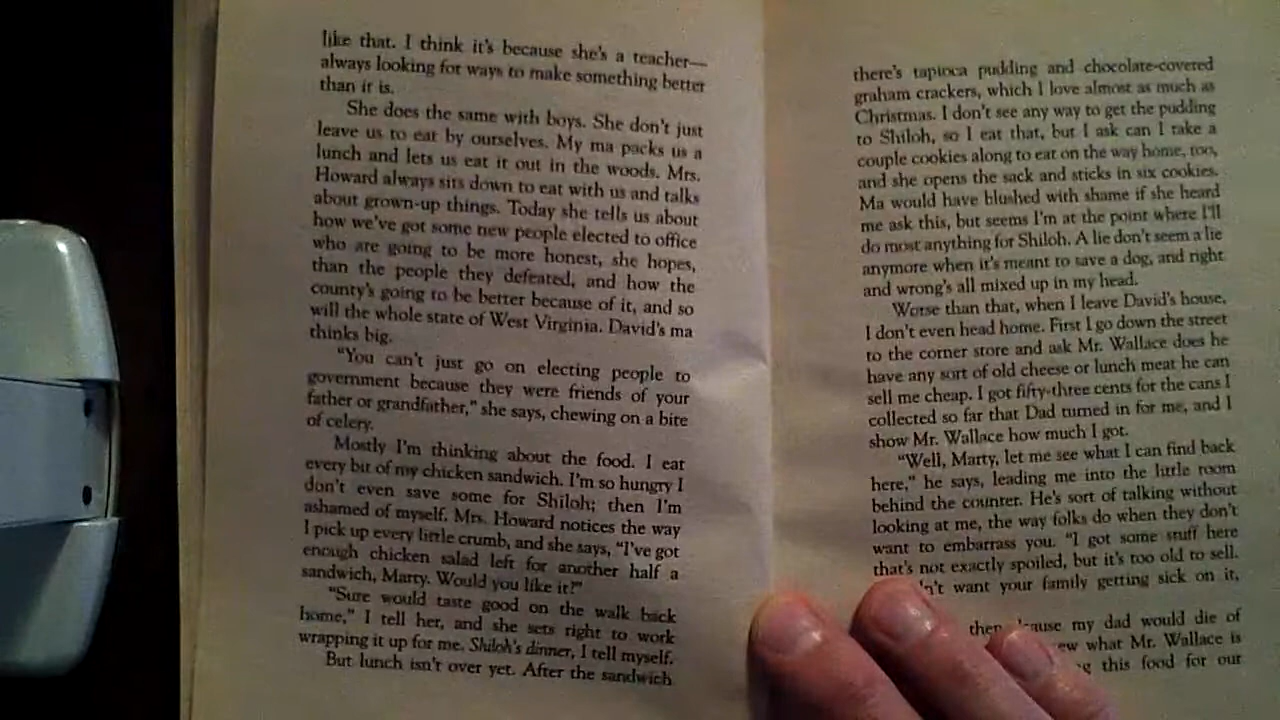 like that. I think it's because she's a teacher—
always looking for ways to make something better
than it is.
She does the same with boys. She don't just
leave us to eat by ourselves. My ma packs us a
lunch and lets us eat it out in the woods. Mrs.
Howard always sits down to eat with us and talks
about grown-up things. Today she tells us about
how we've got some new people elected to office
who are going to be more honest, she hopes,
than the people they defeated, and how the
county's going to be better because of it, and so
will the whole state of West Virginia. David's ma
thinks big.
"You can't just go on electing people to
government because they were friends of your
father or grandfather," she says, chewing on a bite
of celery.
Mostly I'm thinking about the food. I eat
every bit of my chicken sandwich. I'm so hungry I
don't even save some for Shiloh; then I'm
ashamed of myself. Mrs. Howard notices the way
I pick up every little crumb, and she says, "I've got
enough chicken salad left for another half a
sandwich, Marty. Would you like it?"
"Sure would taste good on the walk back
home," I tell her, and she sets right to work
wrapping it up for me. Shiloh's dinner, I tell myself.
But lunch isn't over yet. After the sandwich
there's tapioca pudding and chocolate-covered
graham crackers, which I love almost as much as
Christmas. I don't see any way to get the pudding
to Shiloh, so I eat that, but I ask can I take a
couple cookies along to eat on the way home, too,
and she opens the sack and sticks in six cookies.
Ma would have blushed with shame if she heard
me ask this, but seems I'm at the point where I'll
do most anything for Shiloh. A lie don't seem a lie
anymore when it's meant to save a dog, and right
and wrong's all mixed up in my head.
Worse than that, when I leave David's house,
I don't even head home. First I go down the street
to the corner store and ask Mr. Wallace does he
have any sort of old cheese or lunch meat he can
sell me cheap. I got fifty-three cents for the cans I
collected so far that Dad turned in for me, and I
show Mr. Wallace how much I got.
"Well, Marty, let me see what I can find back
here," he says, leading me into the little room
behind the counter. He's sort of talking without
looking at me, the way folks do when they don't
want to embarrass you. "I got some stuff here
that's not exactly spoiled, but it's too old to sell.
n't want your family getting sick on it,
then 'cause my dad would die of
ew what Mr. Wallace is
this food for our